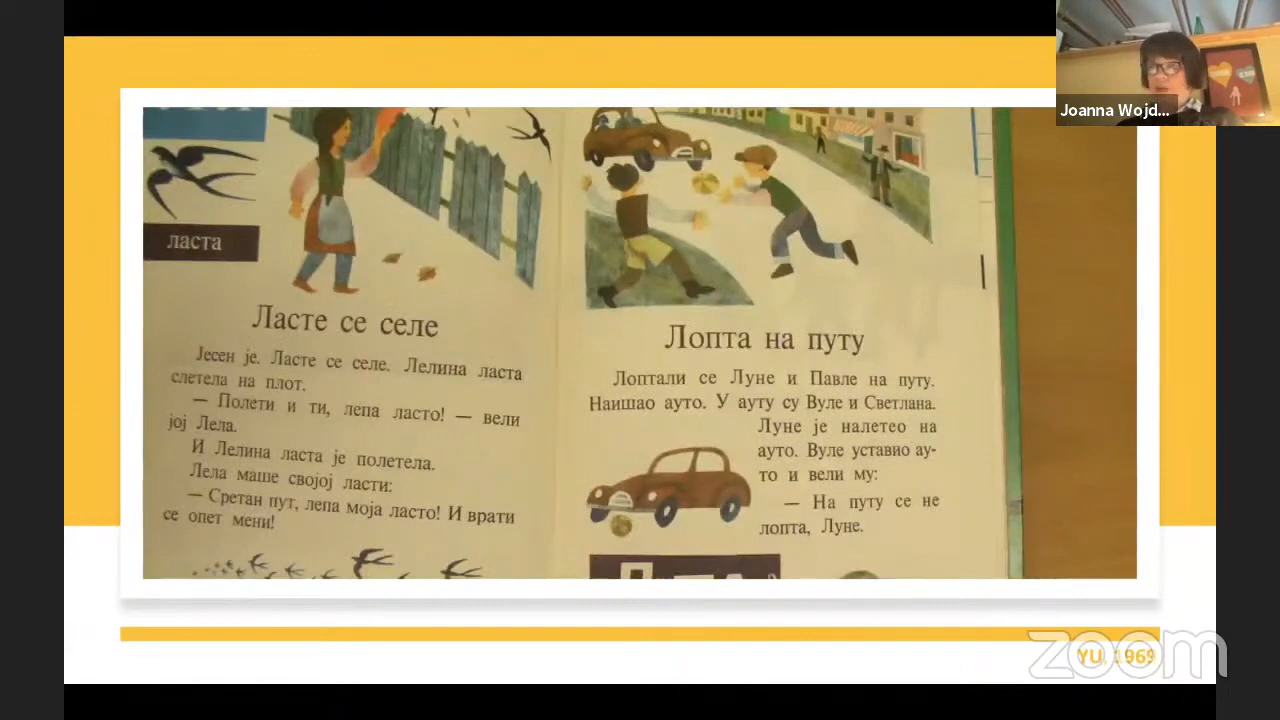 Joanna Wojd...
ласта
Ласте се селе
Јесен је. Ласте се селе. Лелина ласта
слетела на плот.
— Полети и ти, лепа ласто! — вели
јој Лела.
И Лелина ласта је полетела.
Лела маше својој ласти:
— Сретан пут, лепа моја ласто! И врати
се опет мени!
Лопта на путу
Лоптали се Луне и Павле на путу.
Наишао ауто. У ауту су Вуле и Светлана.
Луне је налетео на
ауто. Вуле уставио ау-
то и вели му:
— На путу се не
лопта, Луне.
YU, 1969
zoom